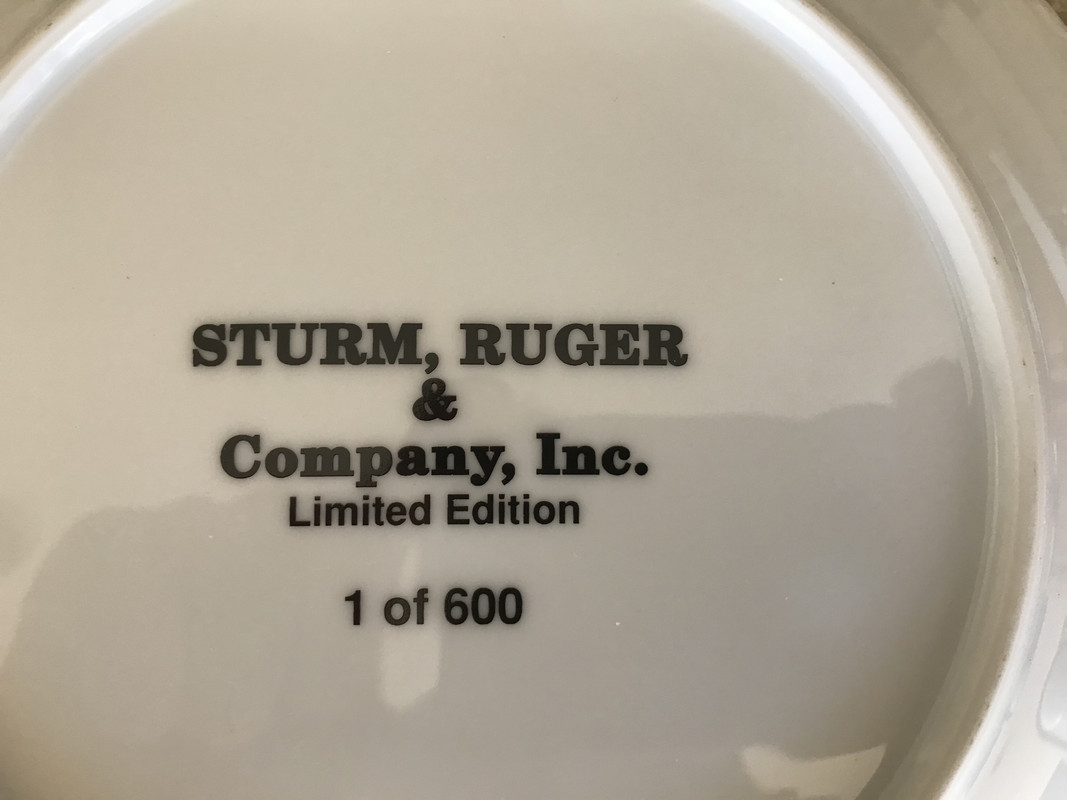 STURM, RUGER
&
Company, Inc.
Limited Edition
1 of 600